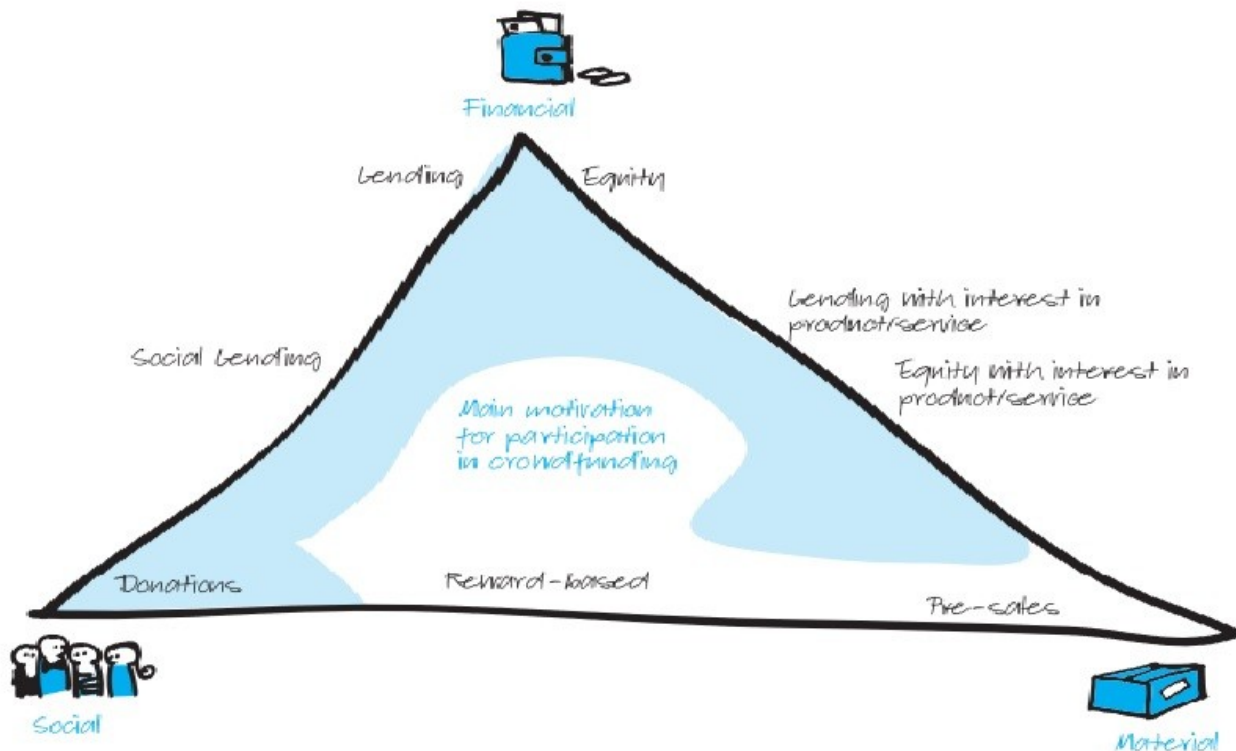 Financial
Lending
Equity
Lending with interest in
product/service
Social Lending
Equity with interest in
product/service
Main motivation
for participation
in crowdfunding
Donations
Reward-based
Pre-sales
Social
Material